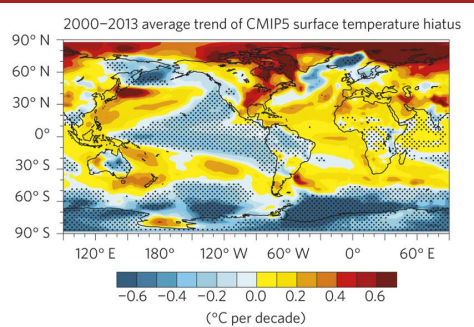 2000−2013 average trend of CMIP5 surface temperature hiatus
90° N
60° N
30° N
0°
30° S
60° S
90° S
120° E 180° 120° W 60° W 0° 60° E
−0.6 −0.4 −0.2 0.0 0.2 0.4 0.6
(°C per decade)